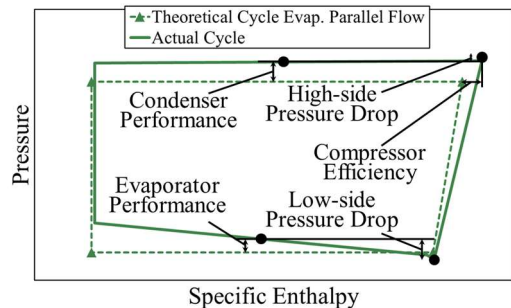 Theoretical Cycle Evap. Parallel Flow
Actual Cycle
Condenser
Performance
High-side
Pressure Drop
Compressor
Efficiency
Evaporator
Performance
Low-side
Pressure Drop
Pressure
Specific Enthalpy